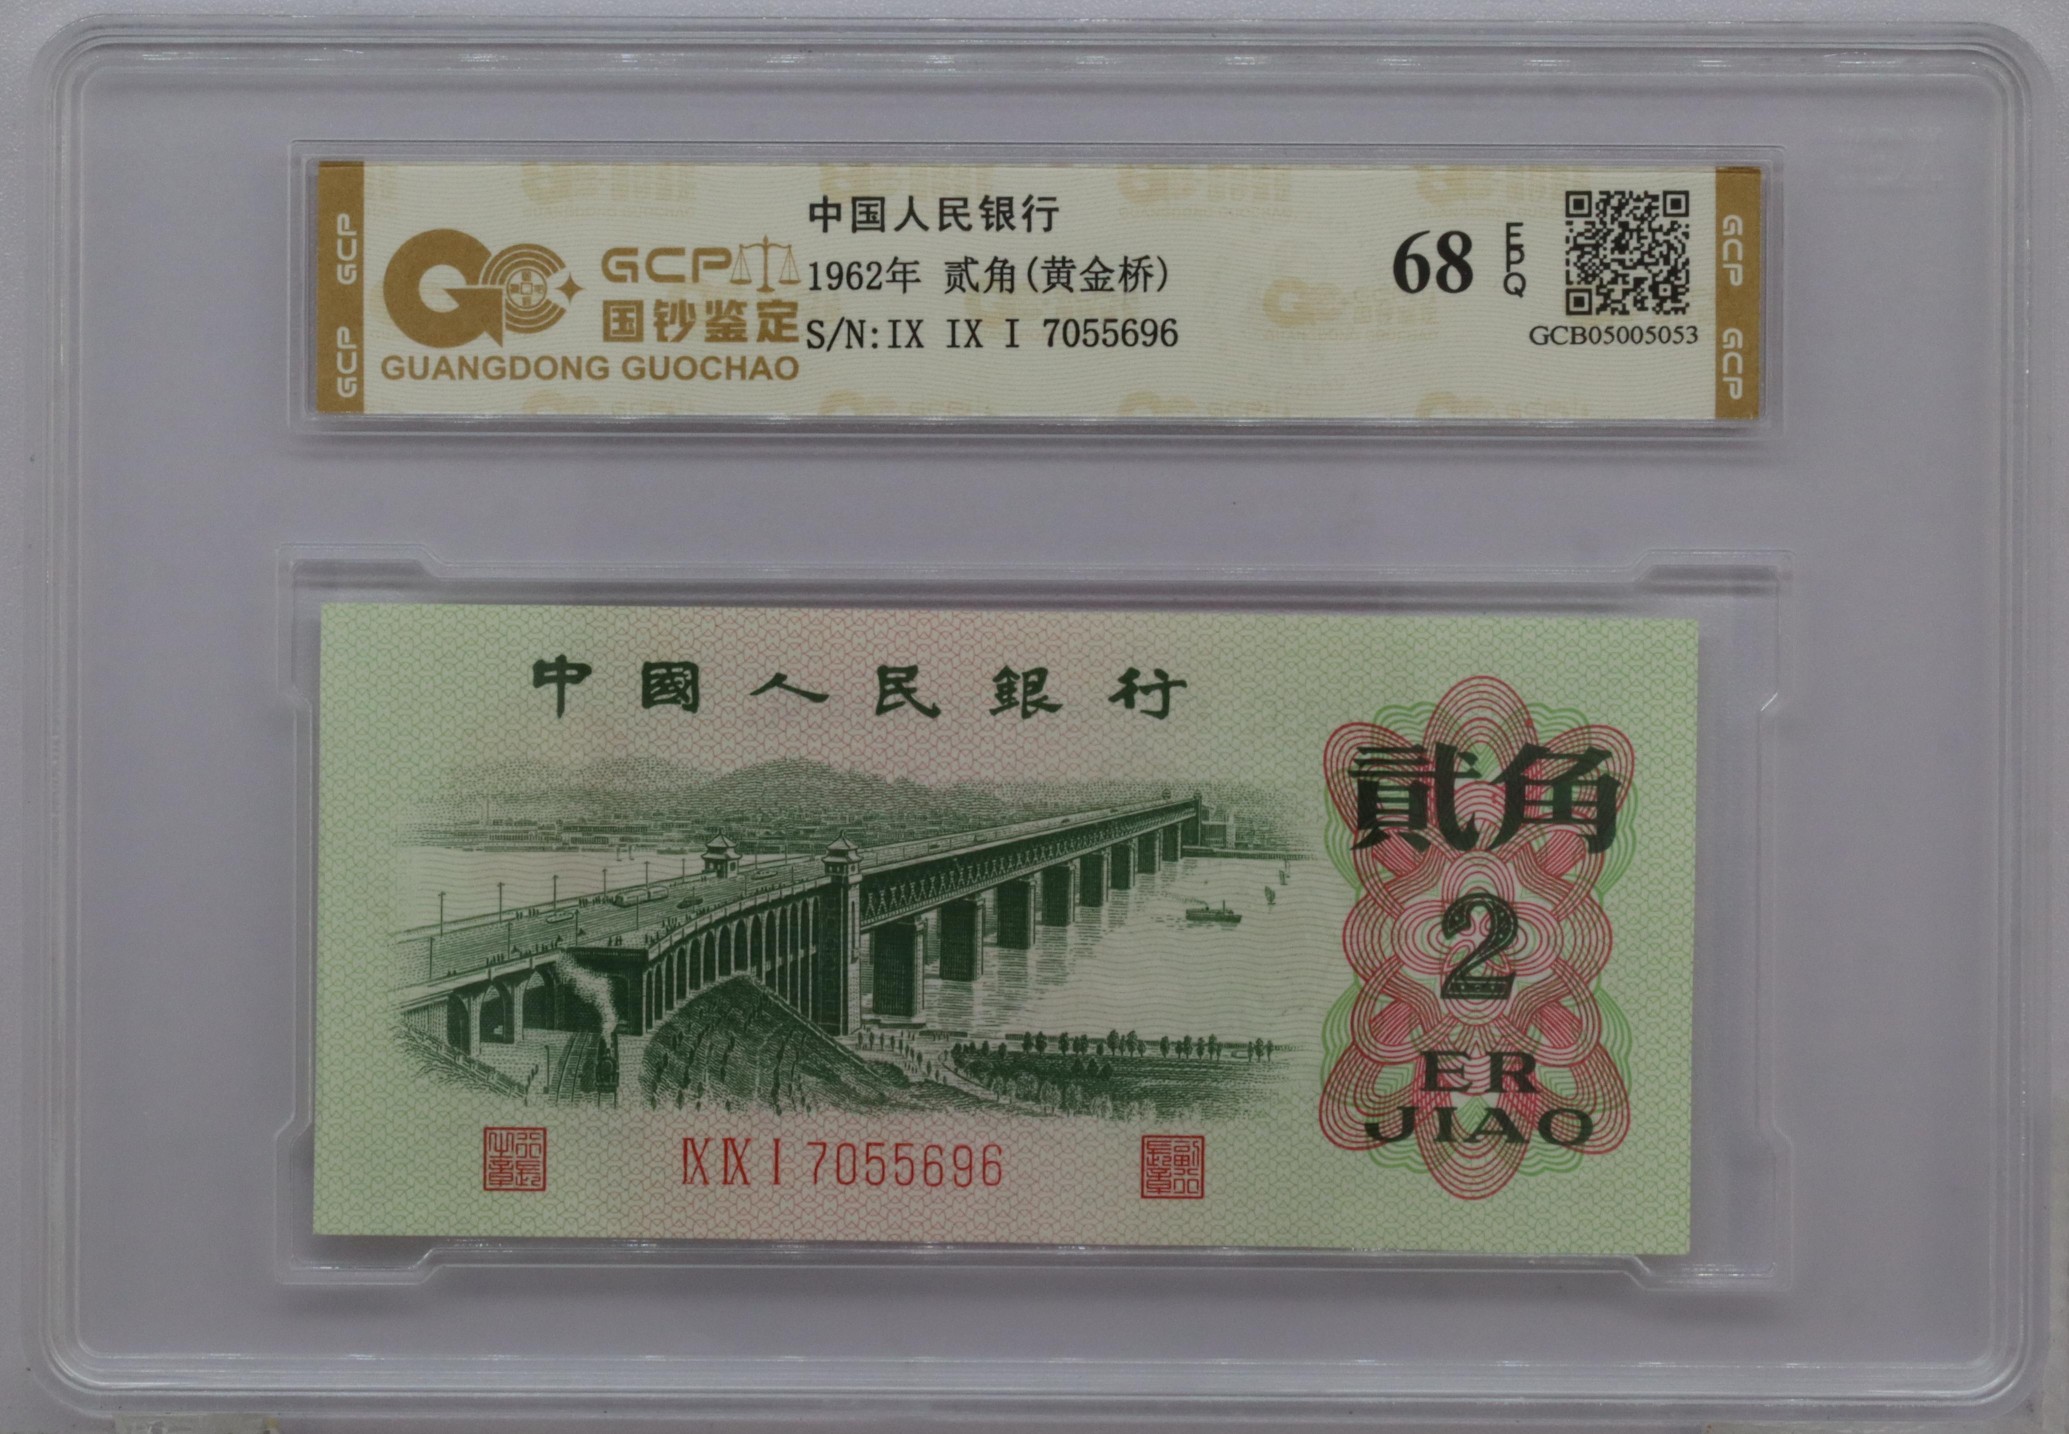 GCP GCP
GCP
国钞鉴定
GUANGDONG GUOCHAO
中国人民银行
1962年 贰角(黄金桥)
S/N:IX IX I 7055696
68 EPQ
GCB05005053
GCP GCP
中國人民銀行
貳角
2
ER
JIAO
IX IX I 7055696